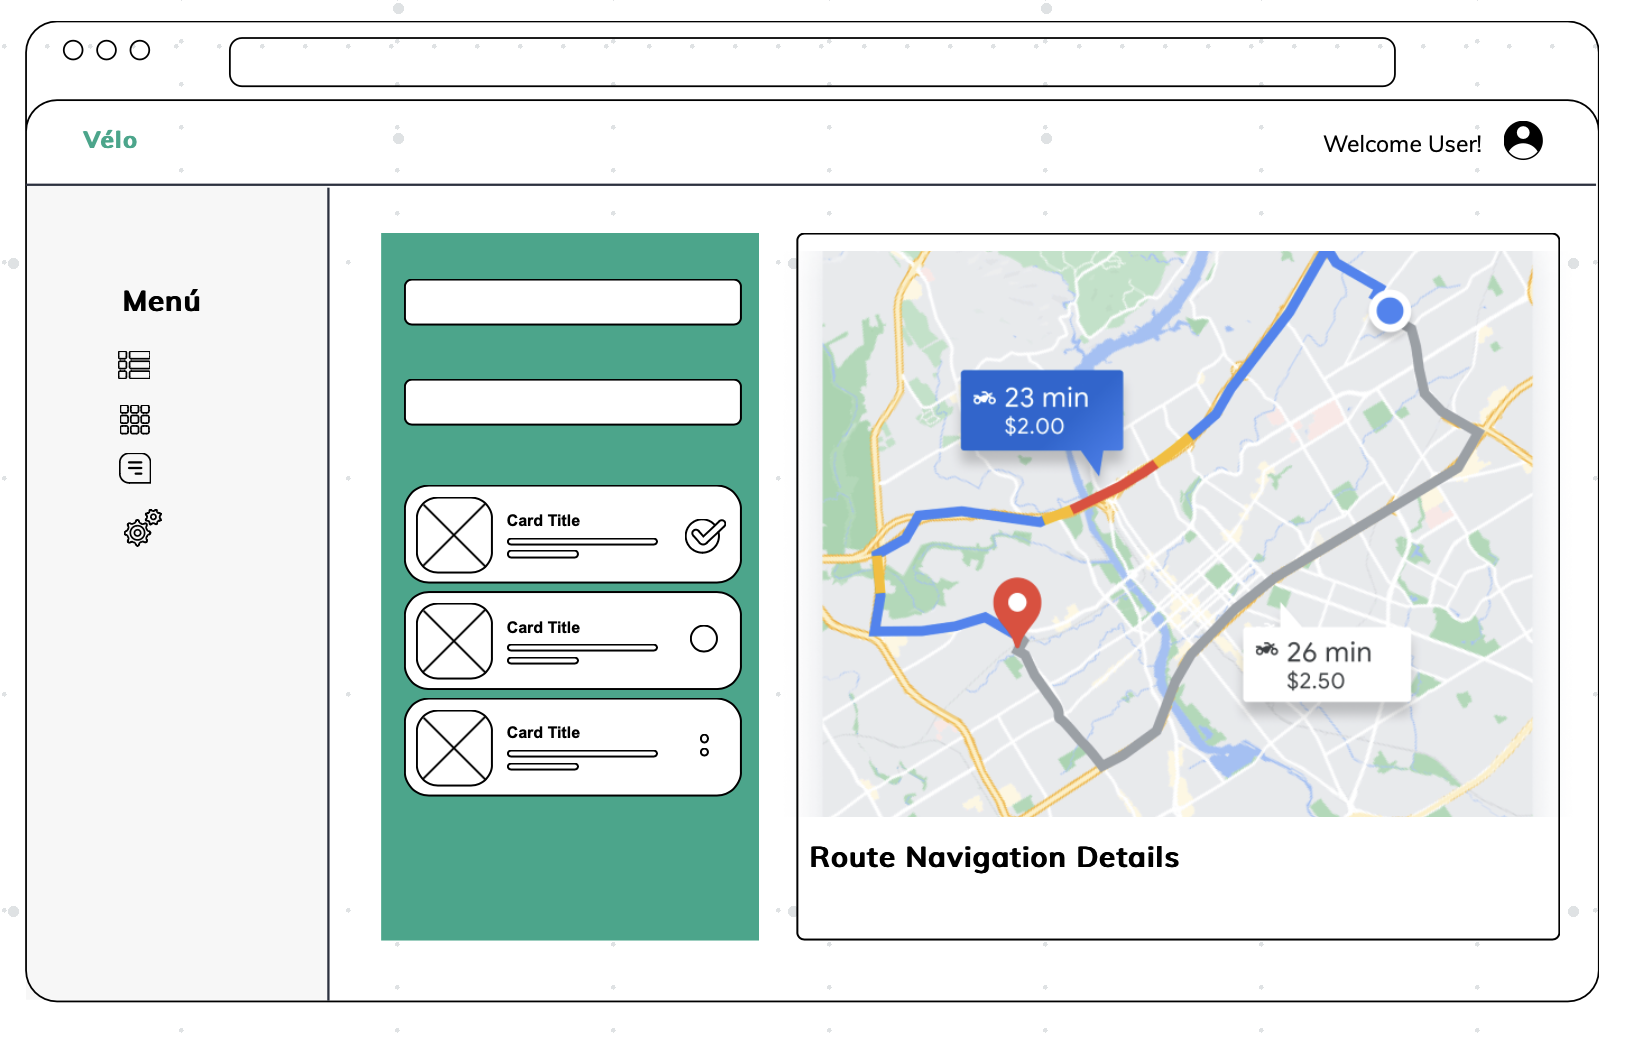 Vélo
Welcome User!
Menú
Card Title
Card Title
Card Title
23 min
$2.00
26 min
$2.50
Route Navigation Details